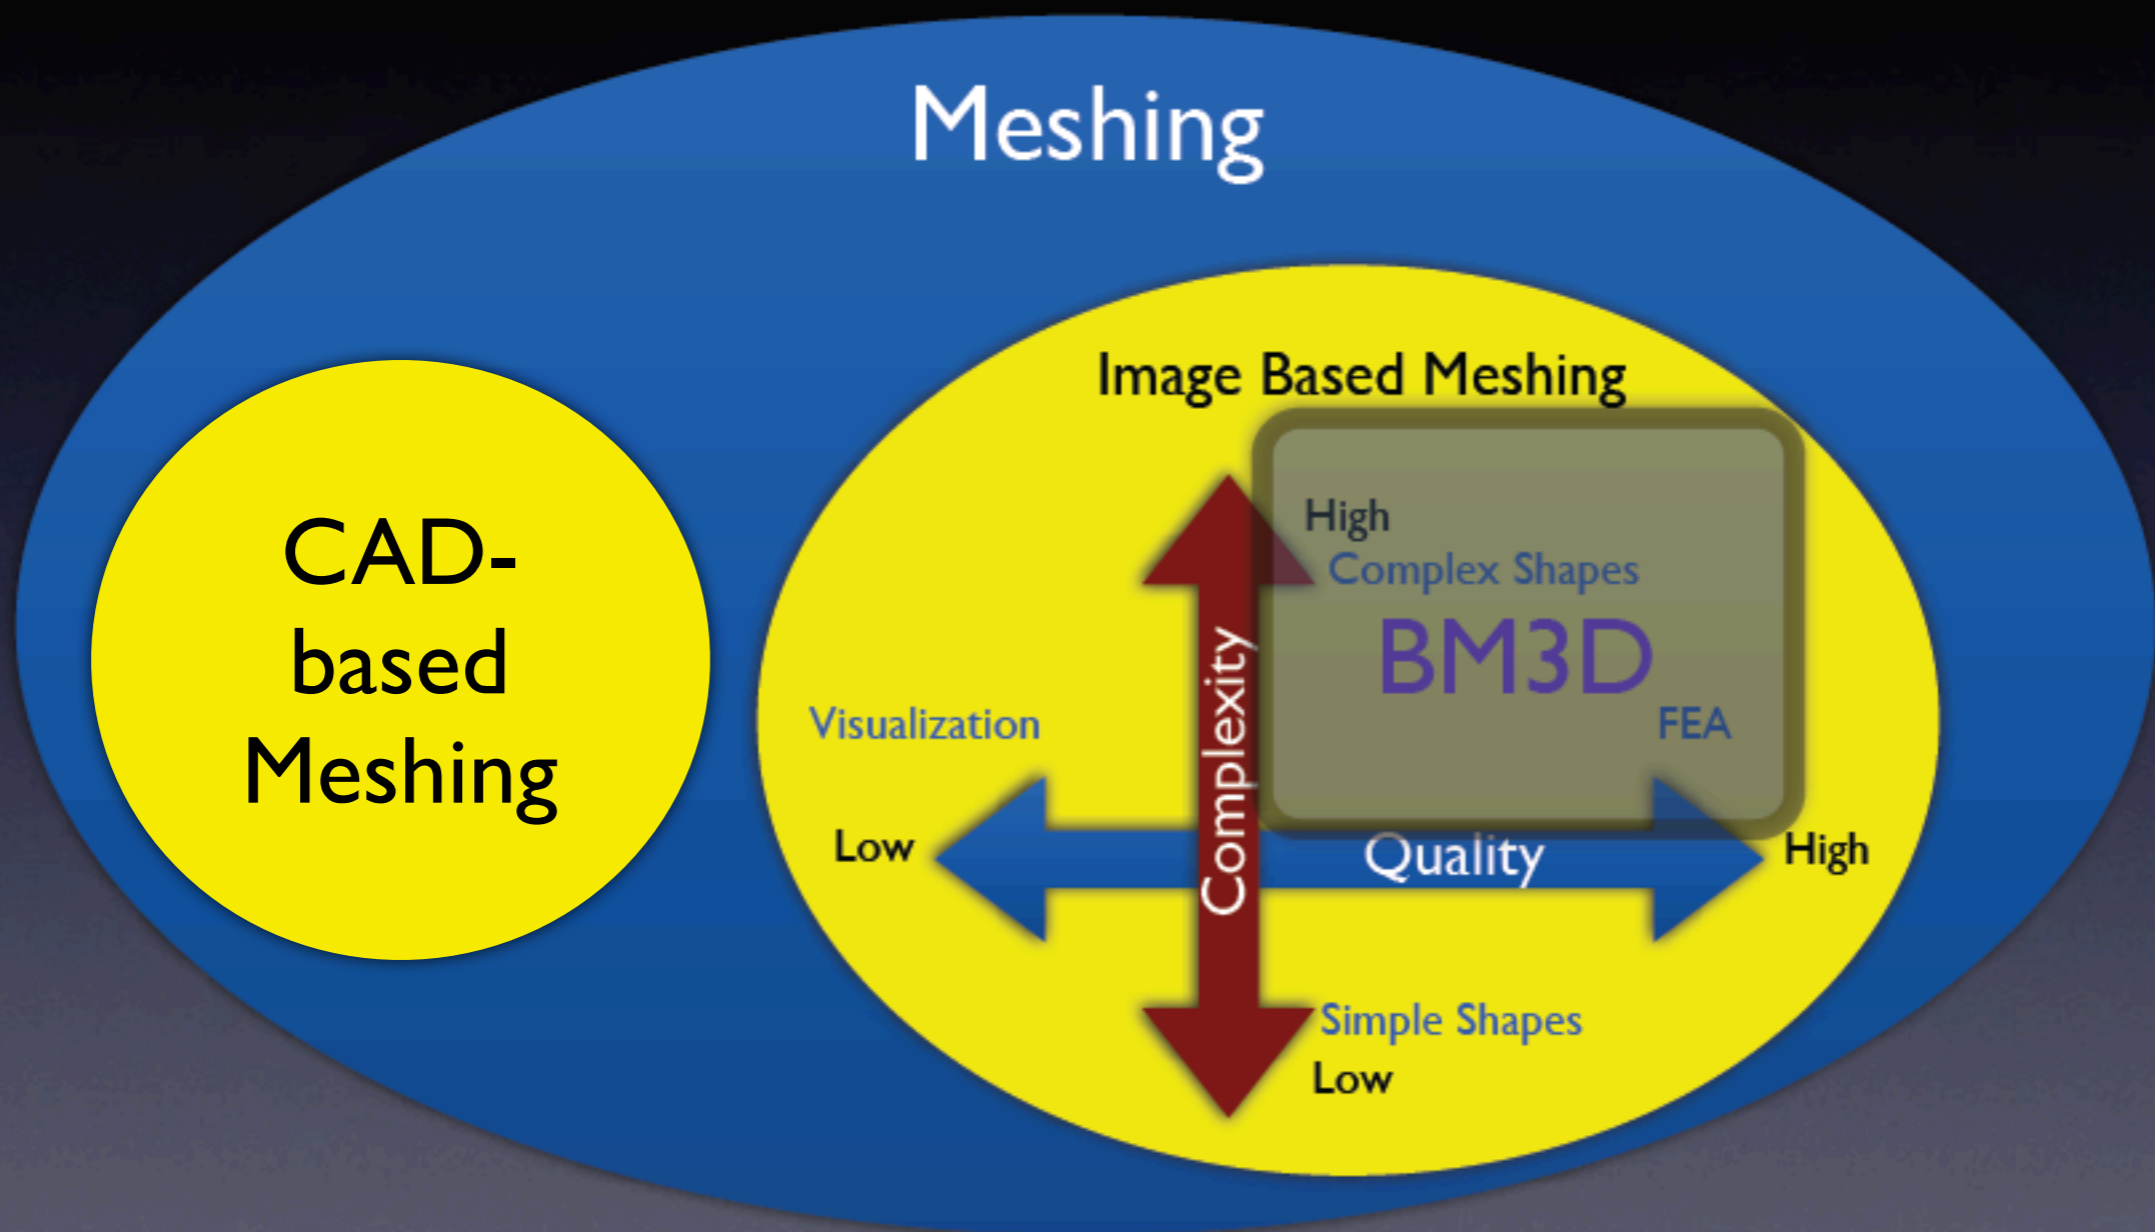 Meshing
CAD-
based
Meshing
Image Based Meshing
High
Complex Shapes
BM3D
Visualization
FEA
Complexity
Low
Quality
High
Simple Shapes
Low